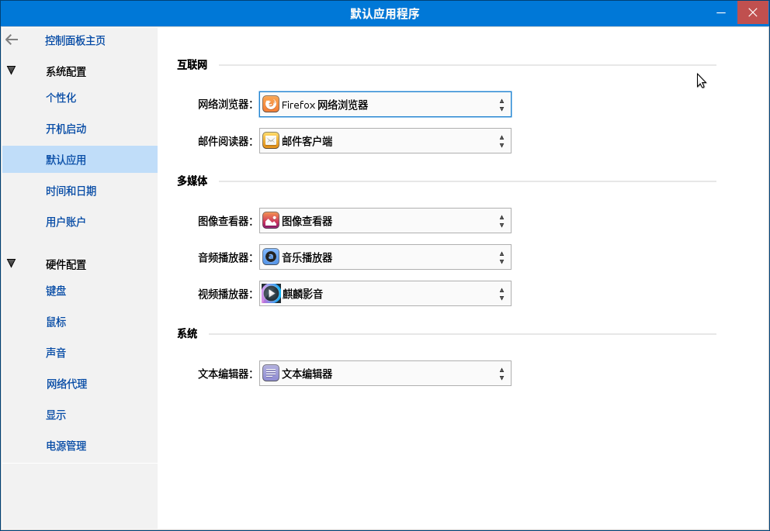 默认应用程序
控制面板主页
系统配置
个性化
开机启动
默认应用
时间和日期
用户账户
硬件配置
键盘
鼠标
声音
网络代理
显示
电源管理
互联网
网络浏览器: Firefox 网络浏览器
邮件阅读器: 邮件客户端
多媒体
图像查看器: 图像查看器
音频播放器: 音乐播放器
视频播放器: 麒麟影音
系统
文本编辑器: 文本编辑器